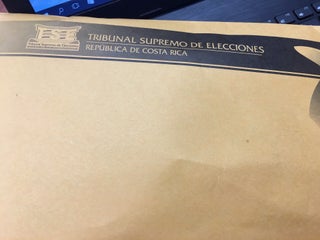 TRIBUNAL SUPREMO DE ELECCIONES
REPÚBLICA DE COSTA RICA